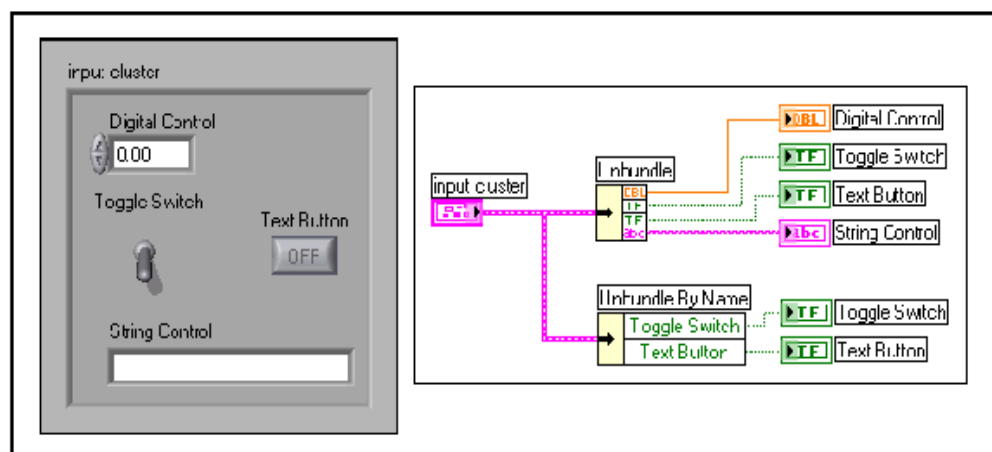 input cluster
Digital Control
0.00
Toggle Switch
Text Button
OFF
String Control
input cluster
Unbundle
DBL
TF
TF
abc
DBL Digital Control
TF Toggle Switch
TF Text Button
abc String Control
Unbundle By Name
Toggle Switch
Text Button
TF Toggle Switch
TF Text Button